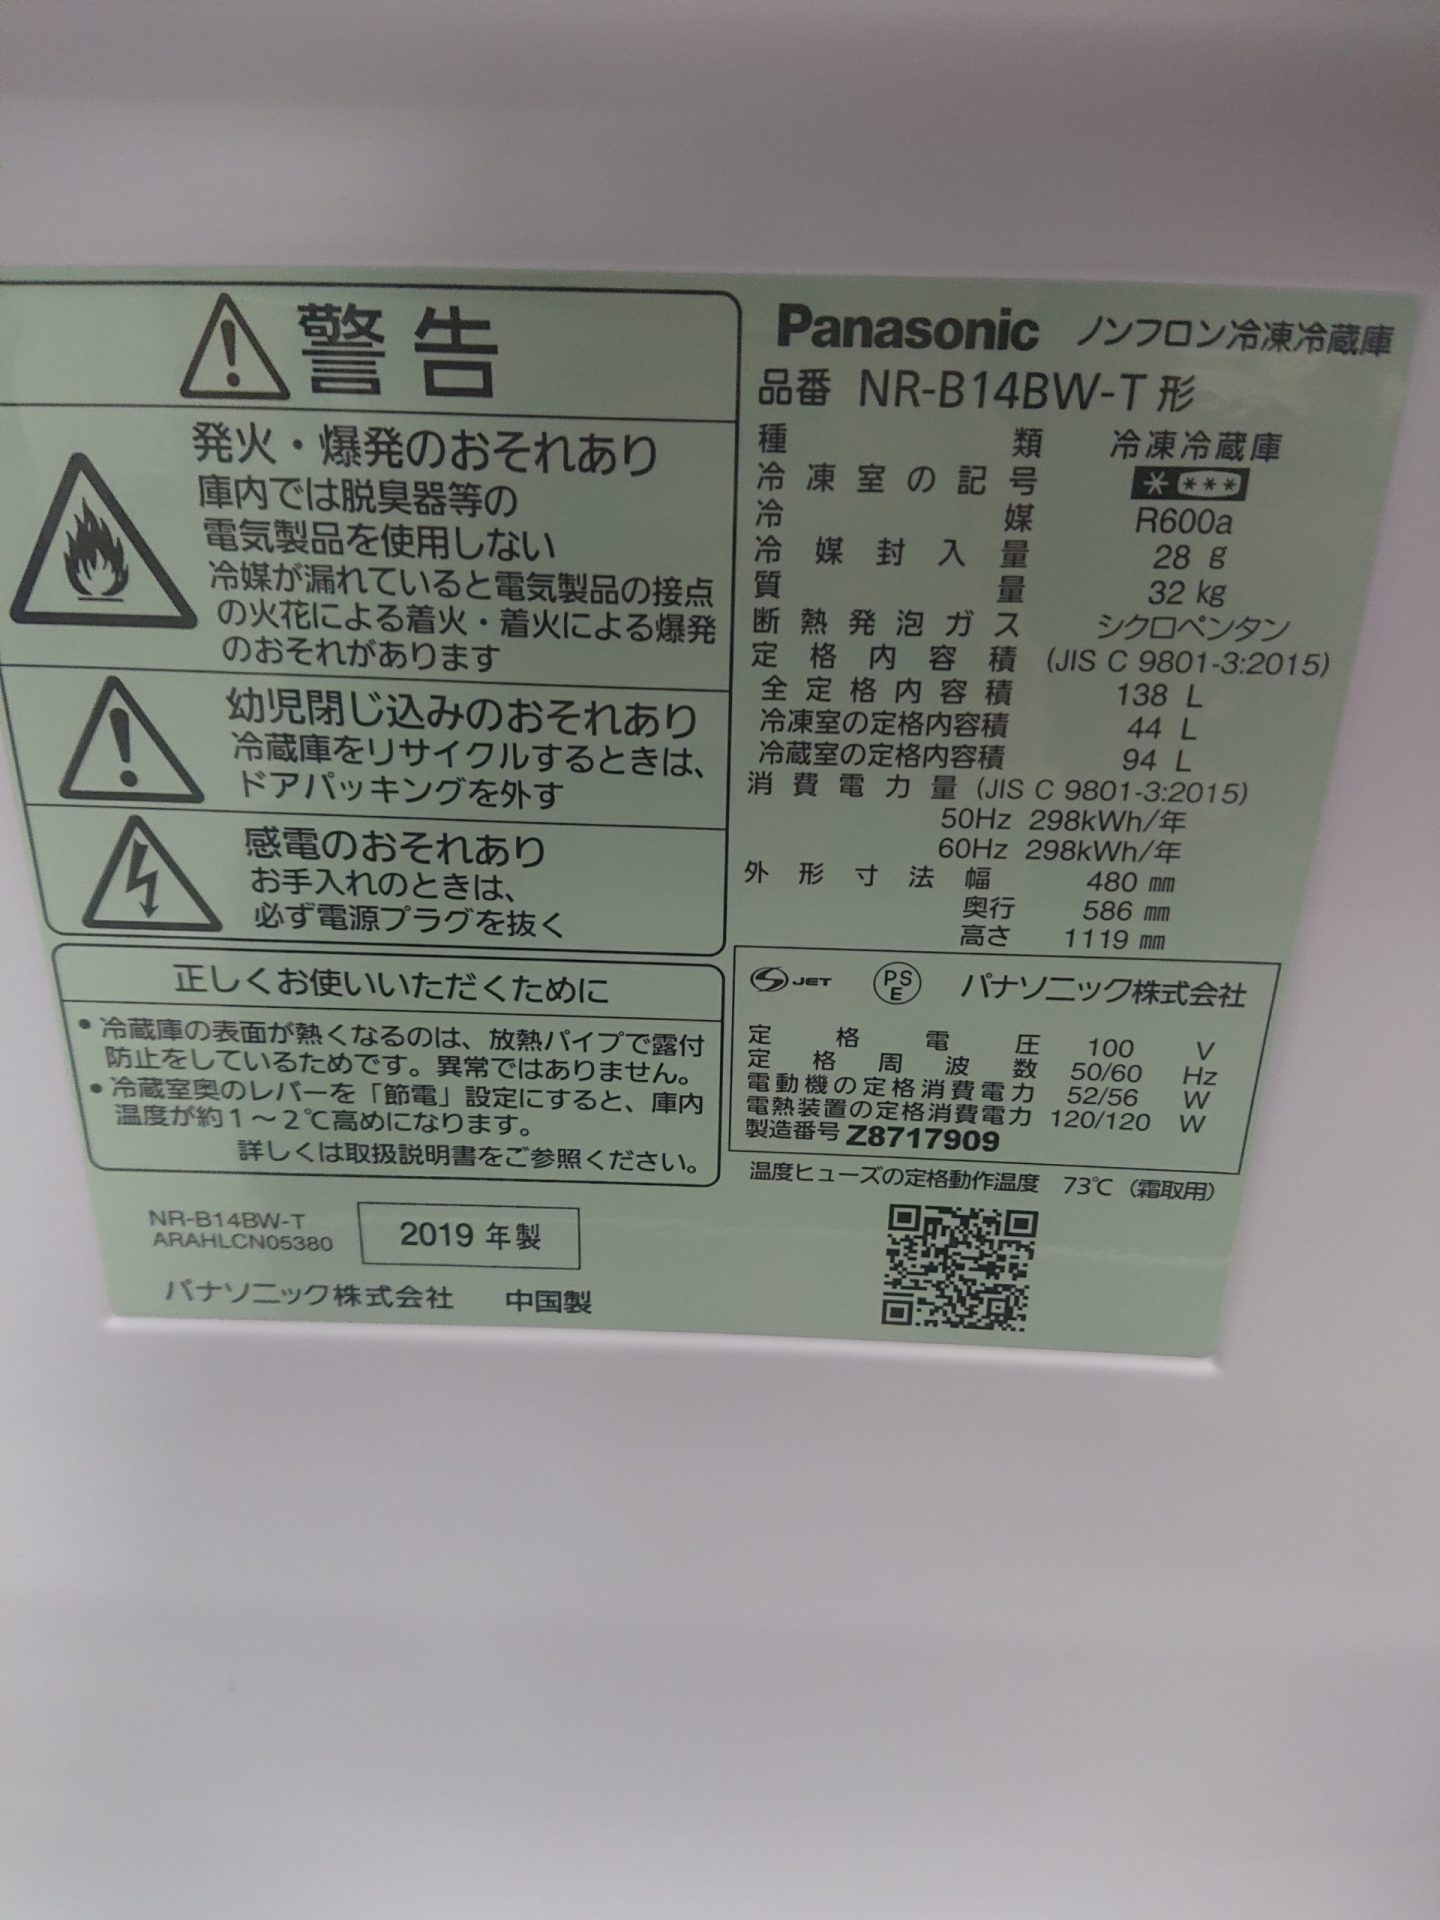 警告
発火・爆発のおそれあり
庫内では脱臭器等の
電気製品を使用しない
冷媒が漏れていると電気製品の接点
の火花による着火・着火による爆発
のおそれがあります
幼児閉じ込みのおそれあり
冷蔵庫をリサイクルするときは、
ドアパッキングを外す
感電のおそれあり
お手入れのときは、
必ず電源プラグを抜く
正しくお使いいただくために
•冷蔵庫の表面が熱くなるのは、放熱パイプで露付
防止をしているためです。異常ではありません。
•冷蔵室奥のレバーを「節電」設定にすると、庫内
温度が約1～2℃高めになります。
詳しくは取扱説明書をご参照ください。
NR-B14BW-T
ARAHLCN05380
2019 年製
パナソニック株式会社 中国製
Panasonic ノンフロン冷凍冷蔵庫
品番 NR-B14BW-T 形
種類 冷凍冷蔵庫
冷凍室の記号 * ***
冷媒 R600a
冷媒封入量 28 g
質量 32 kg
断熱発泡ガス シクロペンタン
定格内容積 (JIS C 9801-3:2015)
全定格内容積 138 L
冷凍室の定格内容積 44 L
冷蔵室の定格内容積 94 L
消費電力量 (JIS C 9801-3:2015)
50Hz 298kWh/年
60Hz 298kWh/年
外形寸法 幅 480 mm
奥行 586 mm
高さ 1119 mm
S JET PS E パナソニック株式会社
定格電圧 100 V
定格周波数 50/60 Hz
電動機の定格消費電力 52/56 W
電熱装置の定格消費電力 120/120 W
製造番号 Z8717909
温度ヒューズの定格動作温度 73℃ (霜取用)